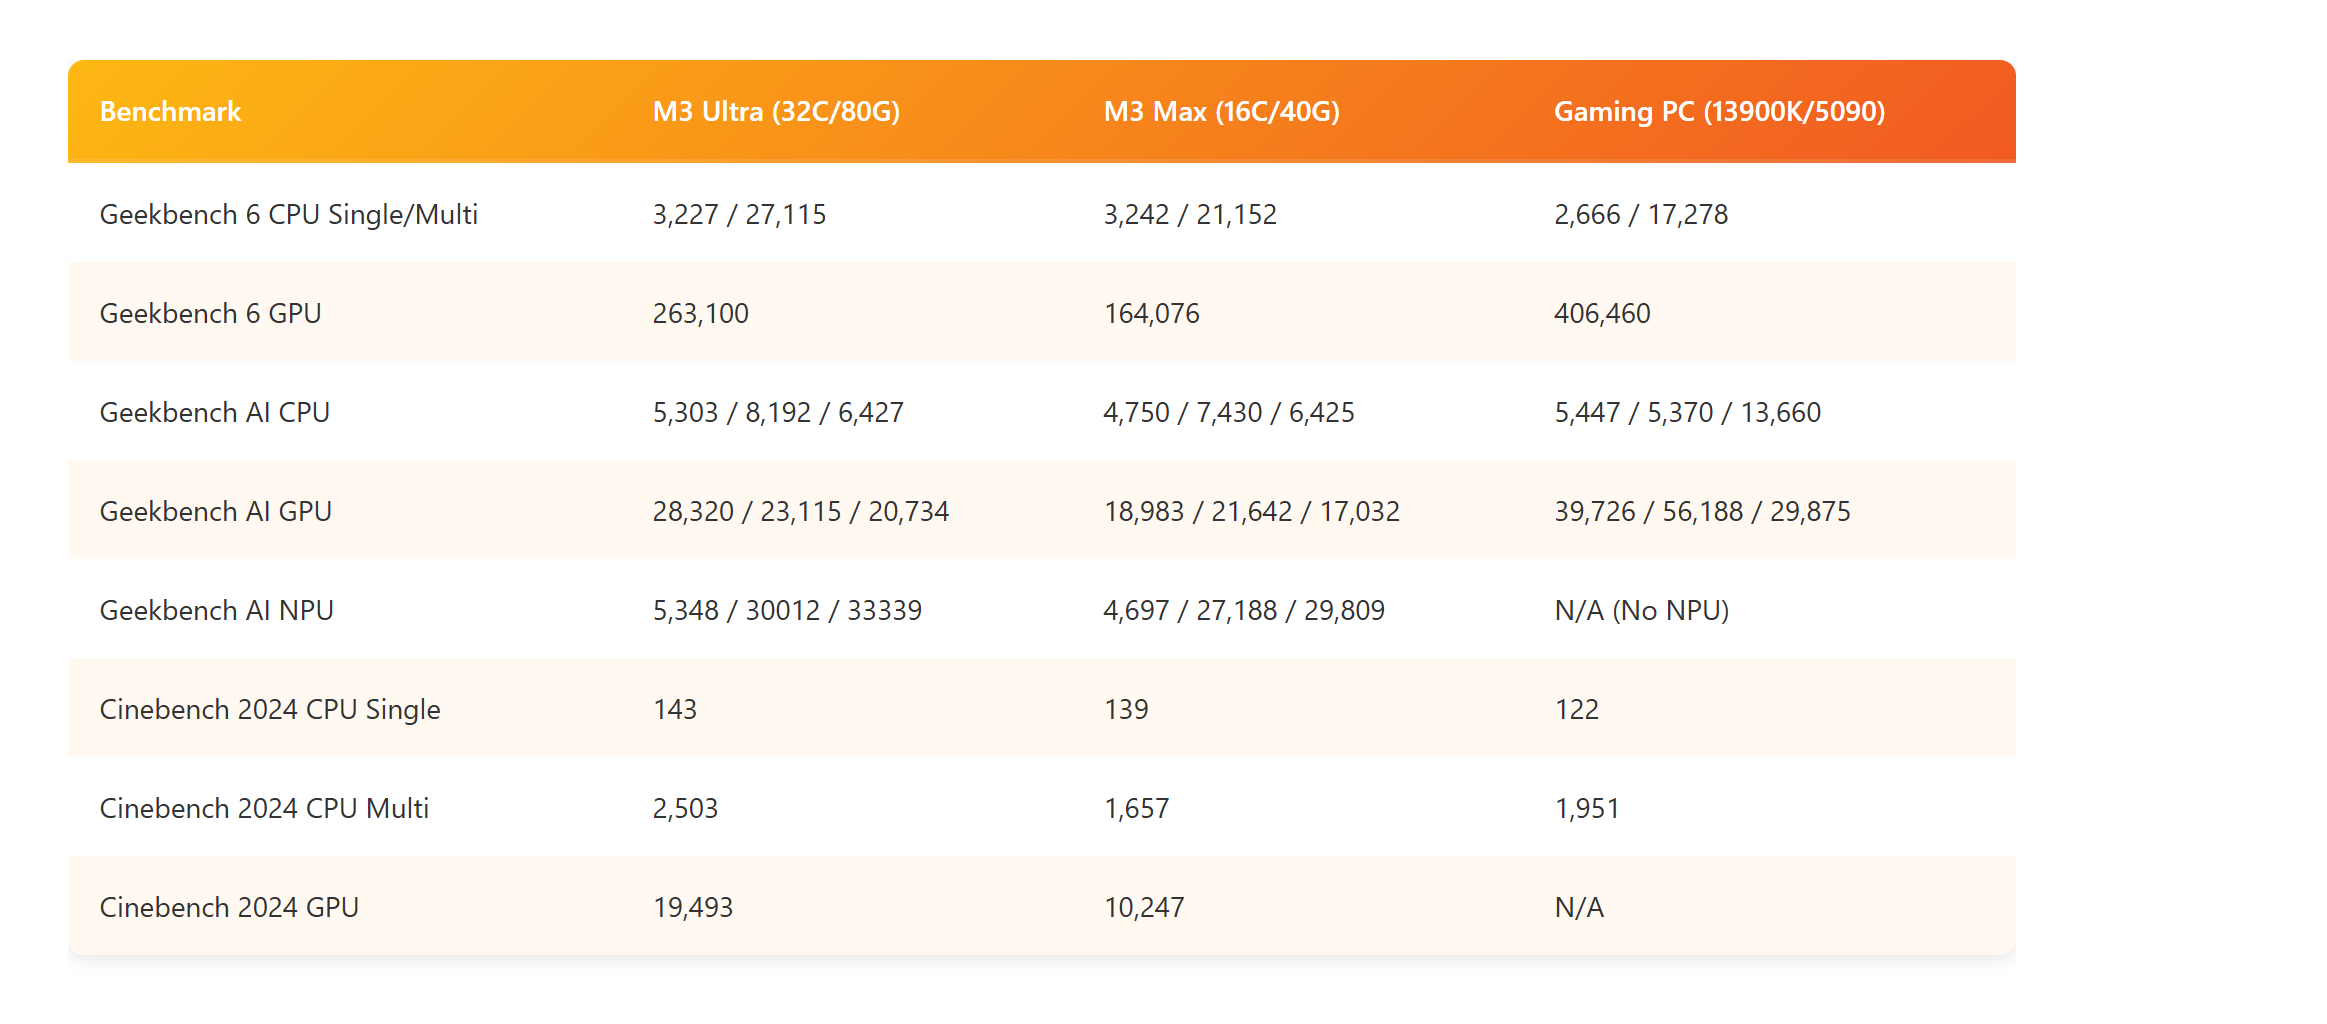 Benchmark M3 Ultra (32C/80G) M3 Max (16C/40G) Gaming PC (13900K/5090)
Geekbench 6 CPU Single/Multi 3,227 / 27,115 3,242 / 21,152 2,666 / 17,278
Geekbench 6 GPU 263,100 164,076 406,460
Geekbench AI CPU 5,303 / 8,192 / 6,427 4,750 / 7,430 / 6,425 5,447 / 5,370 / 13,660
Geekbench AI GPU 28,320 / 23,115 / 20,734 18,983 / 21,642 / 17,032 39,726 / 56,188 / 29,875
Geekbench AI NPU 5,348 / 30012 / 33339 4,697 / 27,188 / 29,809 N/A (No NPU)
Cinebench 2024 CPU Single 143 139 122
Cinebench 2024 CPU Multi 2,503 1,657 1,951
Cinebench 2024 GPU 19,493 10,247 N/A